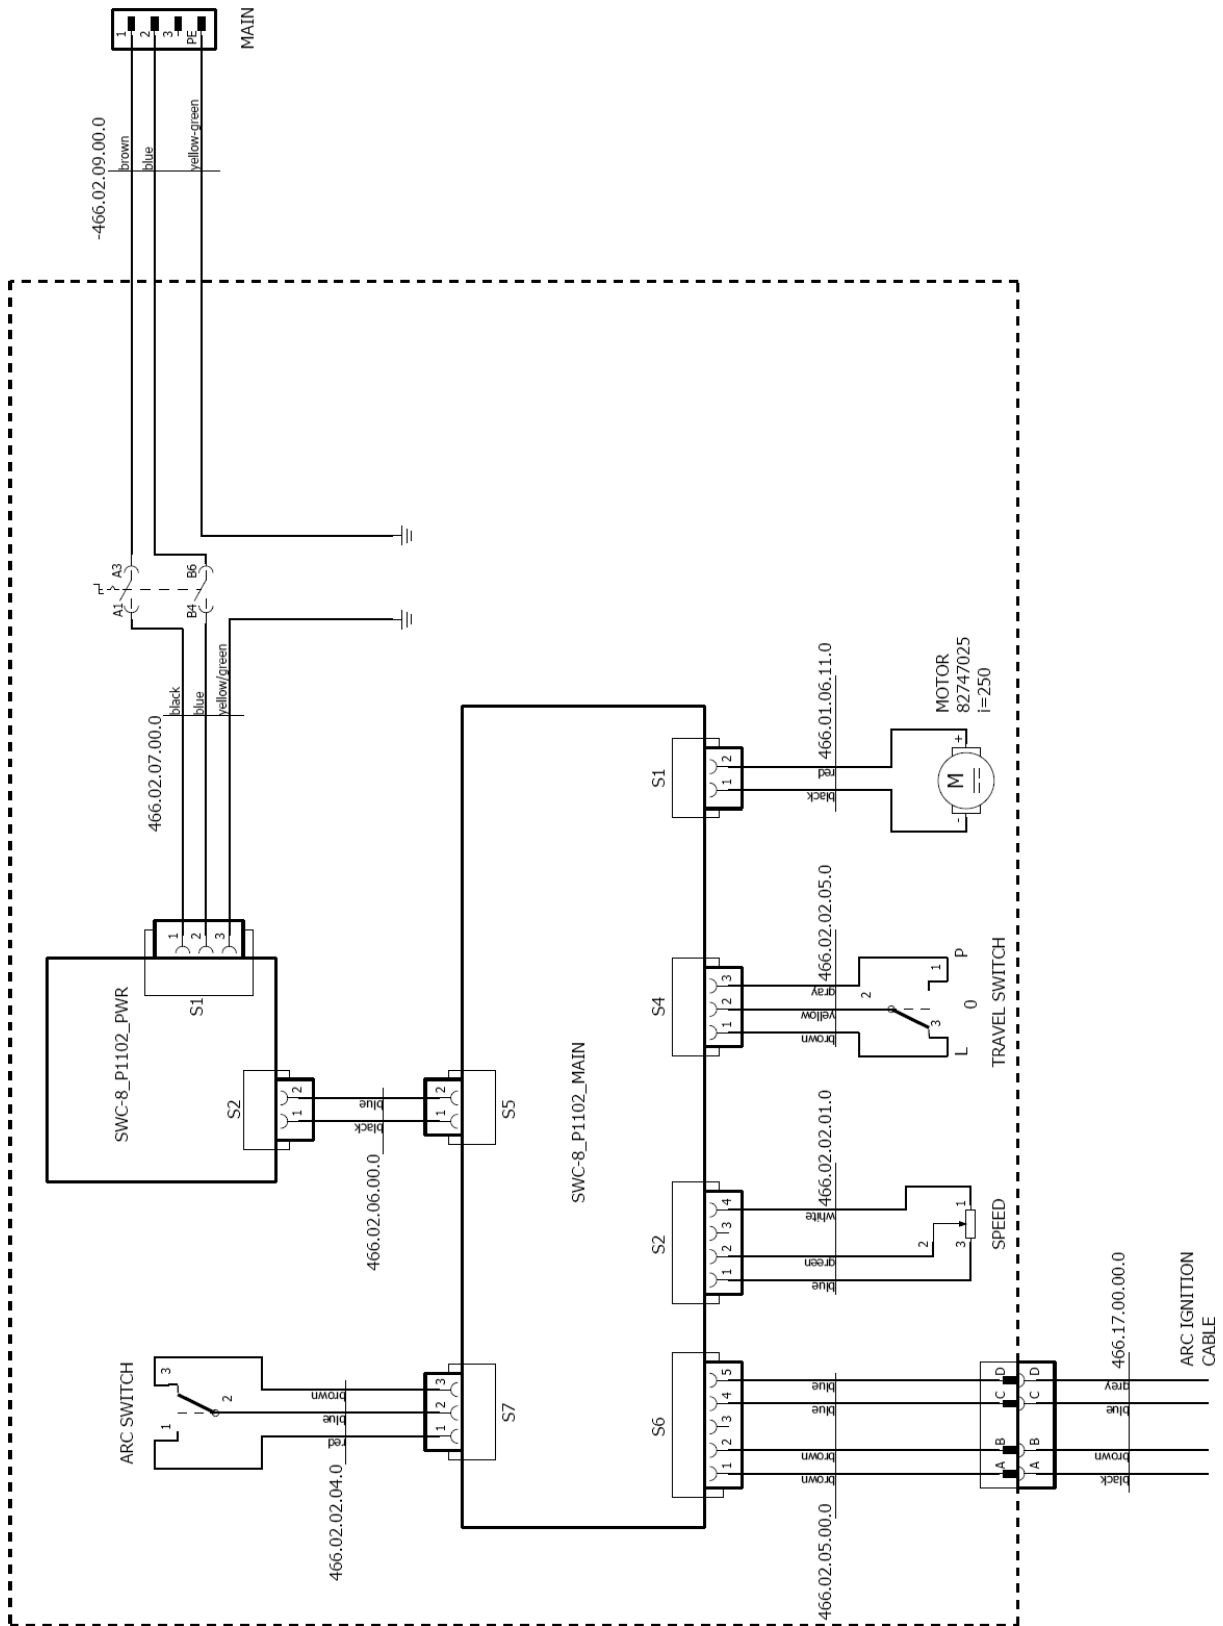 MAIN
1
2
3
PE
-466.02.09.00.0
brown
blue
yellow-green
A3
B6
A1
B4
466.02.07.00.0
black
blue
yellow/green
1
2
3
S1
SWC-8_P1102_PWR
S2
1
2
466.02.06.00.0
black
blue
1
2
S5
SWC-8_P1102_MAIN
ARC SWITCH
1
2
3
466.02.02.04.0
red
blue
brown
1
2
3
S7
S6
1
2
3
4
5
466.02.05.00.0
brown
brown
blue
blue
A
B
C
D
A
B
C
D
466.17.00.00.0
black
brown
blue
grey
ARC IGNITION
CABLE
S2
1
2
3
4
466.02.02.01.0
blue
green
white
3
2
1
SPEED
S4
1
2
3
466.02.02.05.0
brown
yellow
gray
2
3
1
L
0
P
TRAVEL SWITCH
S1
1
2
466.01.06.11.0
black
red
-
+
M
MOTOR
82747025
i=250